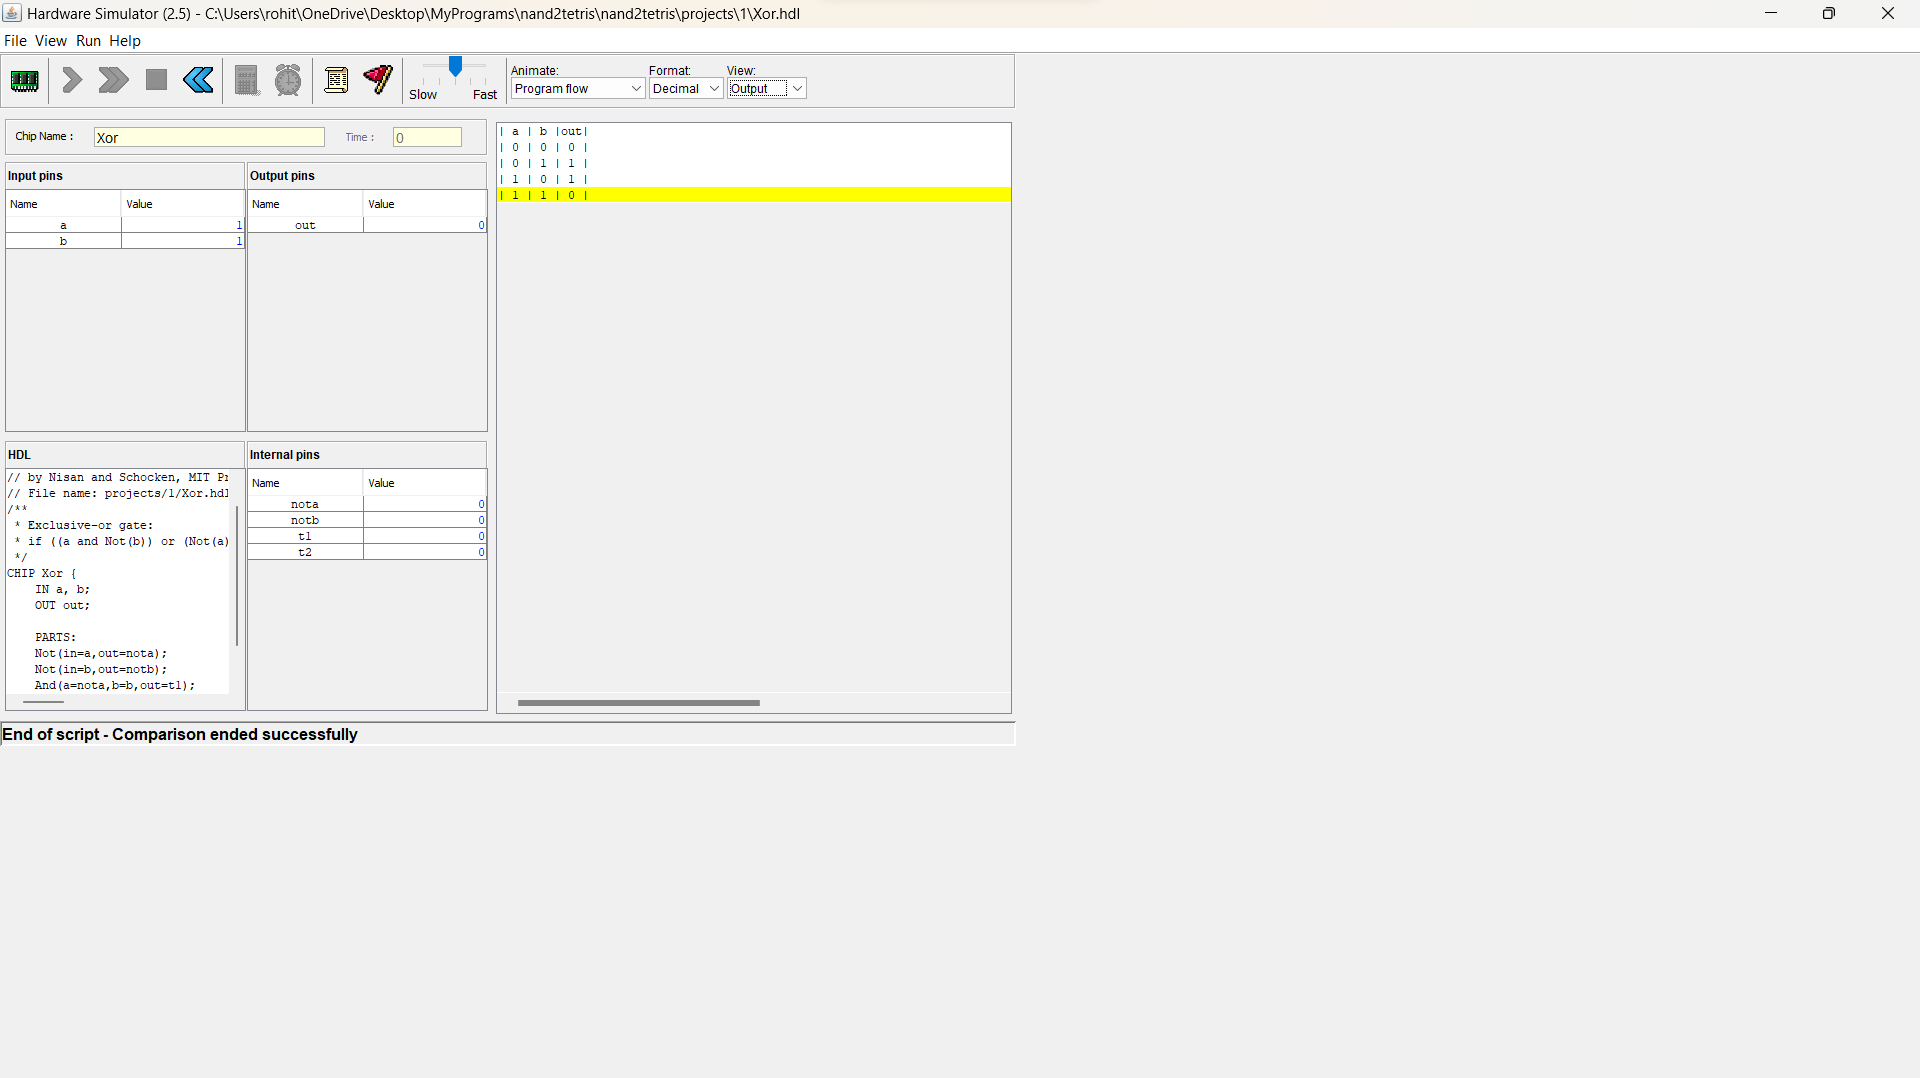 Hardware Simulator (2.5) - C:\Users\rohit\OneDrive\Desktop\MyPrograms\nand2tetris\nand2tetris\projects\1\Xor.hdl
File View Run Help
Slow Fast
Animate: Format: View:
Program flow Decimal Output
Chip Name : Xor Time : 0
Input pins
Name Value
a 1
b 1
Output pins
Name Value
out 0
HDL
// by Nisan and Schocken, MIT Pr
// File name: projects/1/Xor.hdl
/**
* Exclusive-or gate:
* if ((a and Not(b)) or (Not(a)
*/
CHIP Xor {
IN a, b;
OUT out;
PARTS:
Not(in=a,out=nota);
Not(in=b,out=notb);
And(a=nota,b=b,out=t1);
Internal pins
Name Value
nota 0
notb 0
t1 0
t2 0
| a | b |out|
| 0 | 0 | 0 |
| 0 | 1 | 1 |
| 1 | 0 | 1 |
| 1 | 1 | 0 |
End of script - Comparison ended successfully